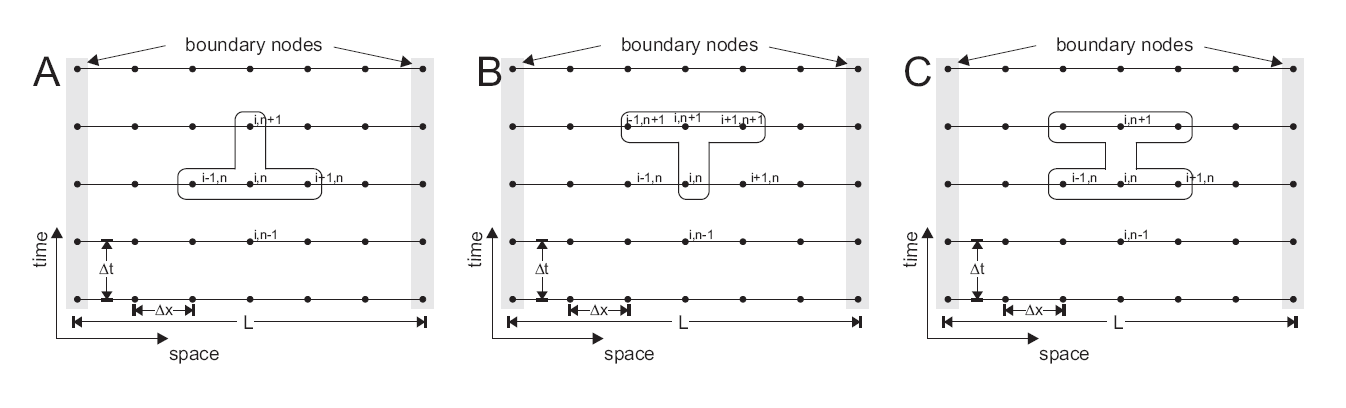 A
boundary nodes
i,n+1
i-1,n
i,n
i+1,n
i,n-1
time
Δt
Δx
L
space
B
boundary nodes
i-1,n+1
i,n+1
i+1,n+1
i-1,n
i,n
i+1,n
i,n-1
time
Δt
Δx
L
space
C
boundary nodes
i,n+1
i-1,n
i,n
i+1,n
i,n-1
time
Δt
Δx
L
space